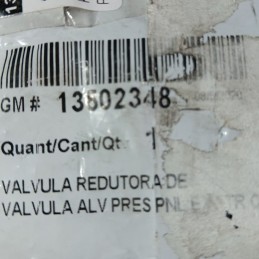 GM # 13502348
Quant/Cant/Qt. 1
VALVULA REDUTORA DE
VALVULA ALV PRES PNL